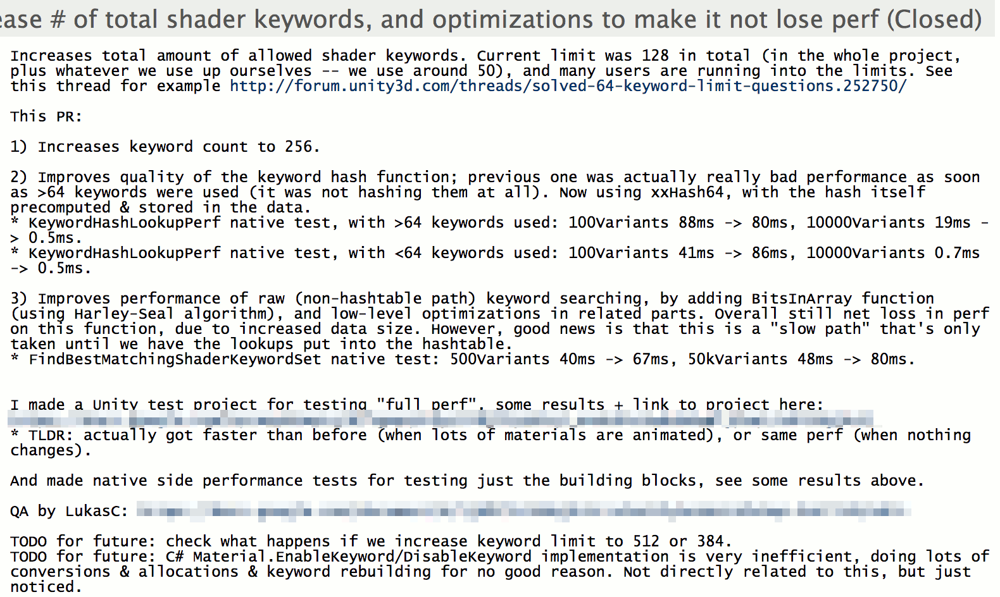 ease # of total shader keywords, and optimizations to make it not lose perf (Closed)
Increases total amount of allowed shader keywords. Current limit was 128 in total (in the whole project,
plus whatever we use up ourselves -- we use around 50), and many users are running into the limits. See
this thread for example http://forum.unity3d.com/threads/solved-64-keyword-limit-questions.252750/
This PR:
1) Increases keyword count to 256.
2) Improves quality of the keyword hash function; previous one was actually really bad performance as soon
as >64 keywords were used (it was not hashing them at all). Now using xxHash64, with the hash itself
precomputed & stored in the data.
* KeywordHashLookupPerf native test, with >64 keywords used: 100Variants 88ms -> 80ms, 10000Variants 19ms -
> 0.5ms.
* KeywordHashLookupPerf native test, with <64 keywords used: 100Variants 41ms -> 86ms, 10000Variants 0.7ms
-> 0.5ms.
3) Improves performance of raw (non-hashtable path) keyword searching, by adding BitsInArray function
(using Harley-Seal algorithm), and low-level optimizations in related parts. Overall still net loss in perf
on this function, due to increased data size. However, good news is that this is a "slow path" that's only
taken until we have the lookups put into the hashtable.
* FindBestMatchingShaderKeywordSet native test: 500Variants 40ms -> 67ms, 50kVariants 48ms -> 80ms.
I made a Unity test project for testing "full perf", some results + link to project here:
* TLDR: actually got faster than before (when lots of materials are animated), or same perf (when nothing
changes).
And made native side performance tests for testing just the building blocks, see some results above.
QA by LukasC:
TODO for future: check what happens if we increase keyword limit to 512 or 384.
TODO for future: C# Material.EnableKeyword/DisableKeyword implementation is very inefficient, doing lots of
conversions & allocations & keyword rebuilding for no good reason. Not directly related to this, but just
noticed.